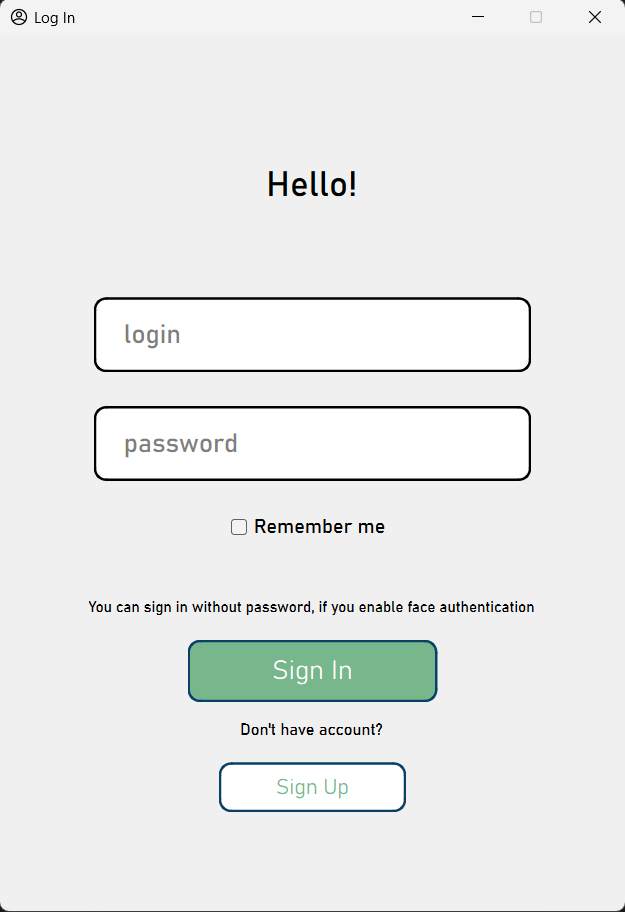 Log In
Hello!
login
password
Remember me
You can sign in without password, if you enable face authentication
Sign In
Don't have account?
Sign Up